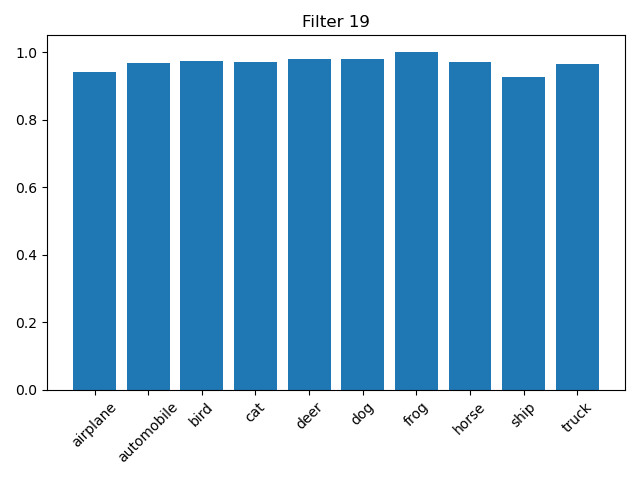 Filter 19
1.0
0.8
0.6
0.4
0.2
0.0
airplane
automobile
bird
cat
deer
dog
frog
horse
ship
truck